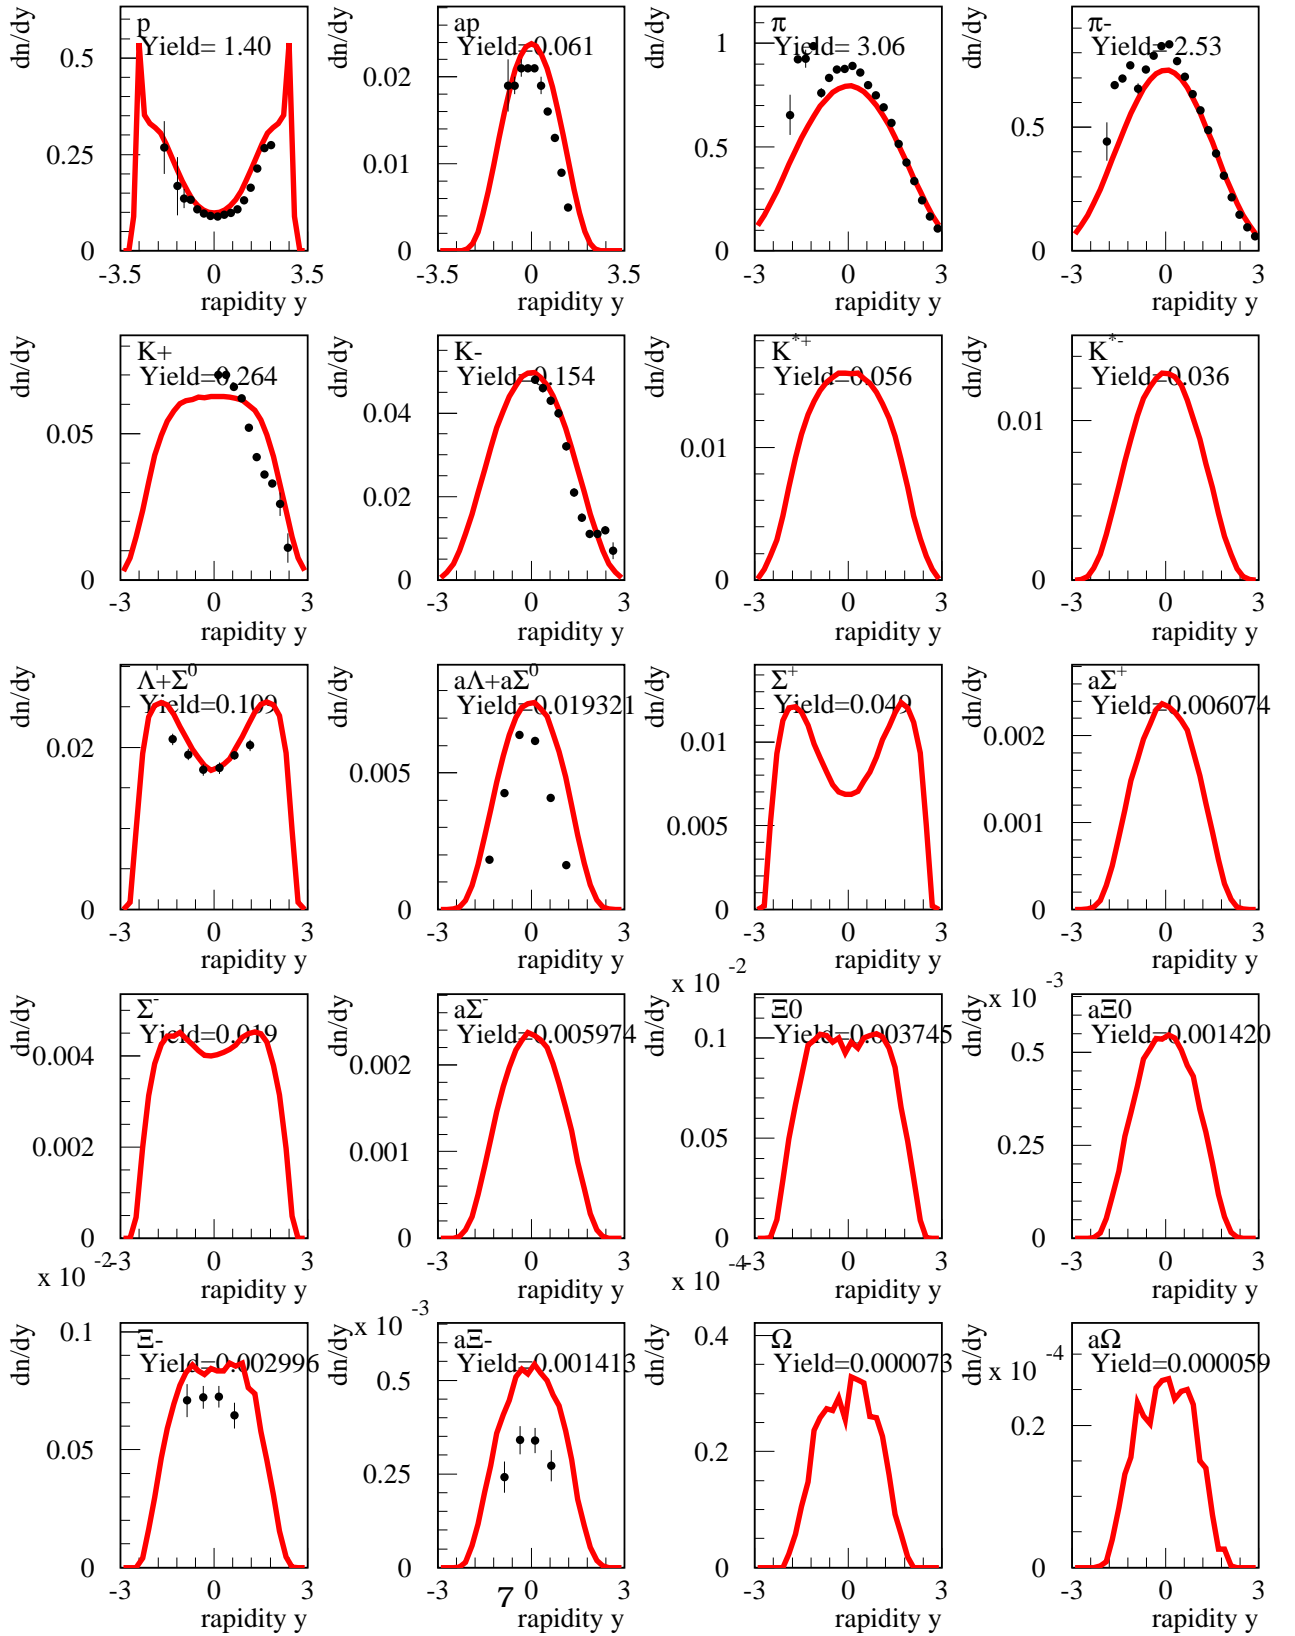 dn/dy
p
Yield= 1.40
0.5
0.25
0
-3.5
0
3.5
rapidity y
dn/dy
ap
Yield=0.061
0.02
0.01
0
-3.5
0
3.5
rapidity y
dn/dy
π
Yield= 3.06
1
0.5
0
-3
0
3
rapidity y
dn/dy
π-
Yield= 2.53
0.5
0
-3
0
3
rapidity y
dn/dy
K+
Yield=0.264
0.05
0
-3
0
3
rapidity y
dn/dy
K-
Yield=0.154
0.04
0.02
0
-3
0
3
rapidity y
dn/dy
K*+
Yield=0.056
0.01
0
-3
0
3
rapidity y
dn/dy
K*-
Yield=0.036
0.01
0
-3
0
3
rapidity y
dn/dy
Λ+Σ0
Yield=0.109
0.02
0
-3
0
3
rapidity y
dn/dy
aΛ+aΣ0
Yield=0.019321
0.005
0
-3
0
3
rapidity y
dn/dy
Σ+
Yield=0.049
0.01
0.005
0
-3
0
3
rapidity y
dn/dy
aΣ+
Yield=0.006074
0.002
0.001
0
-3
0
3
rapidity y
dn/dy
Σ-
Yield=0.019
0.004
0.002
0
-3
0
3
rapidity y
dn/dy
aΣ-
Yield=0.005974
0.002
0.001
0
-3
0
3
rapidity y
x 10 -2
dn/dy
Ξ0
Yield=0.003745
0.1
0.05
0
-3
0
3
rapidity y
x 10 -3
dn/dy
aΞ0
Yield=0.001420
0.5
0.25
0
-3
0
3
rapidity y
x 10 -2
dn/dy
Ξ-
Yield=0.002996
0.1
0.05
0
-3
0
3
rapidity y
x 10 -3
dn/dy
aΞ-
Yield=0.001413
0.5
0.25
0
-3
0
3
rapidity y
x 10 -4
dn/dy
Ω
Yield=0.000073
0.4
0.2
0
-3
0
3
rapidity y
x 10 -4
dn/dy
aΩ
Yield=0.000059
0.2
0
-3
0
3
rapidity y
7